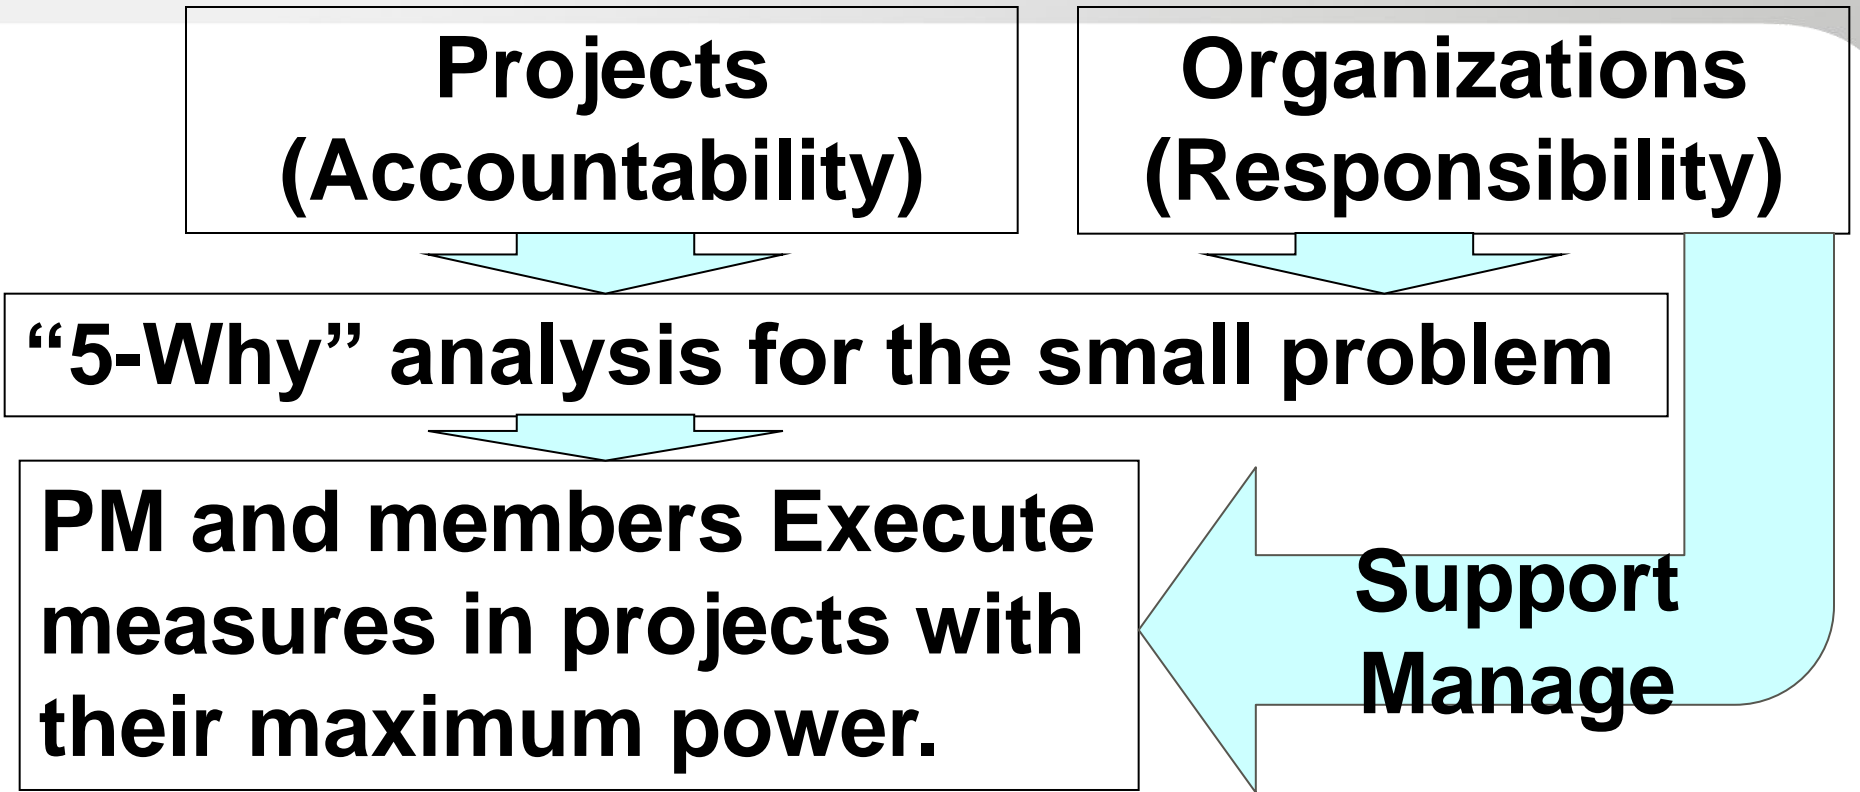 Projects
(Accountability)
Organizations
(Responsibility)
“5-Why” analysis for the small problem
PM and members Execute
measures in projects with
their maximum power.
Support
Manage